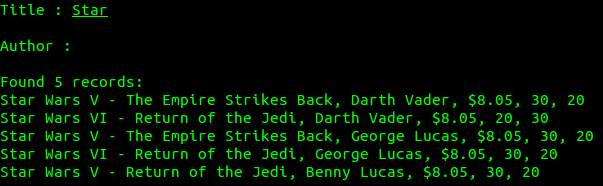 Title : Star
Author :
Found 5 records:
Star Wars V - The Empire Strikes Back, Darth Vader, $8.05, 30, 20
Star Wars VI - Return of the Jedi, Darth Vader, $8.05, 20, 30
Star Wars V - The Empire Strikes Back, George Lucas, $8.05, 30, 20
Star Wars VI - Return of the Jedi, George Lucas, $8.05, 30, 20
Star Wars V - Return of the Jedi, Benny Lucas, $8.05, 30, 20